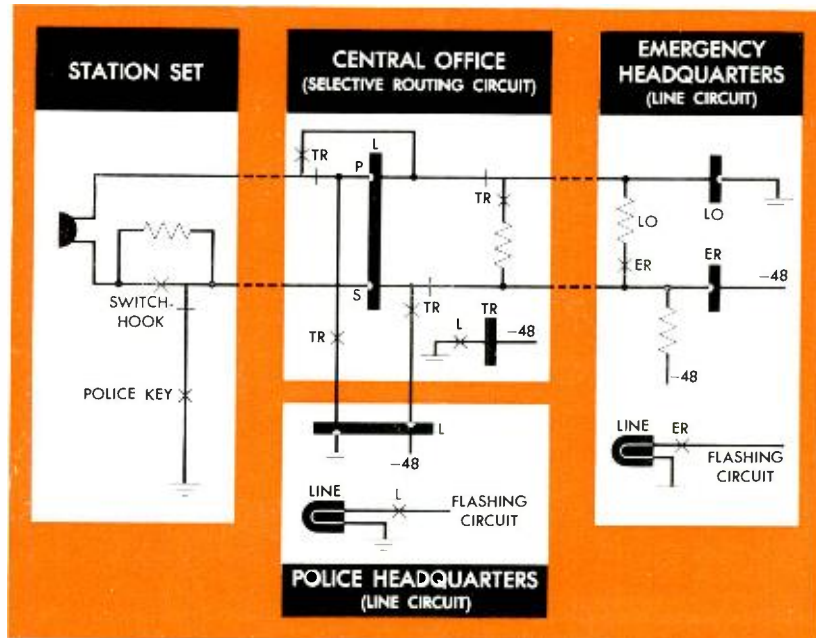 STATION SET
SWITCH-
HOOK
POLICE KEY
CENTRAL OFFICE
(SELECTIVE ROUTING CIRCUIT)
L
TR
P
TR
S
TR
TR
TR
L
-48
L
-48
LINE
L
FLASHING
CIRCUIT
POLICE HEADQUARTERS
(LINE CIRCUIT)
EMERGENCY
HEADQUARTERS
(LINE CIRCUIT)
LO
LO
ER
ER
-48
-48
LINE
ER
FLASHING
CIRCUIT